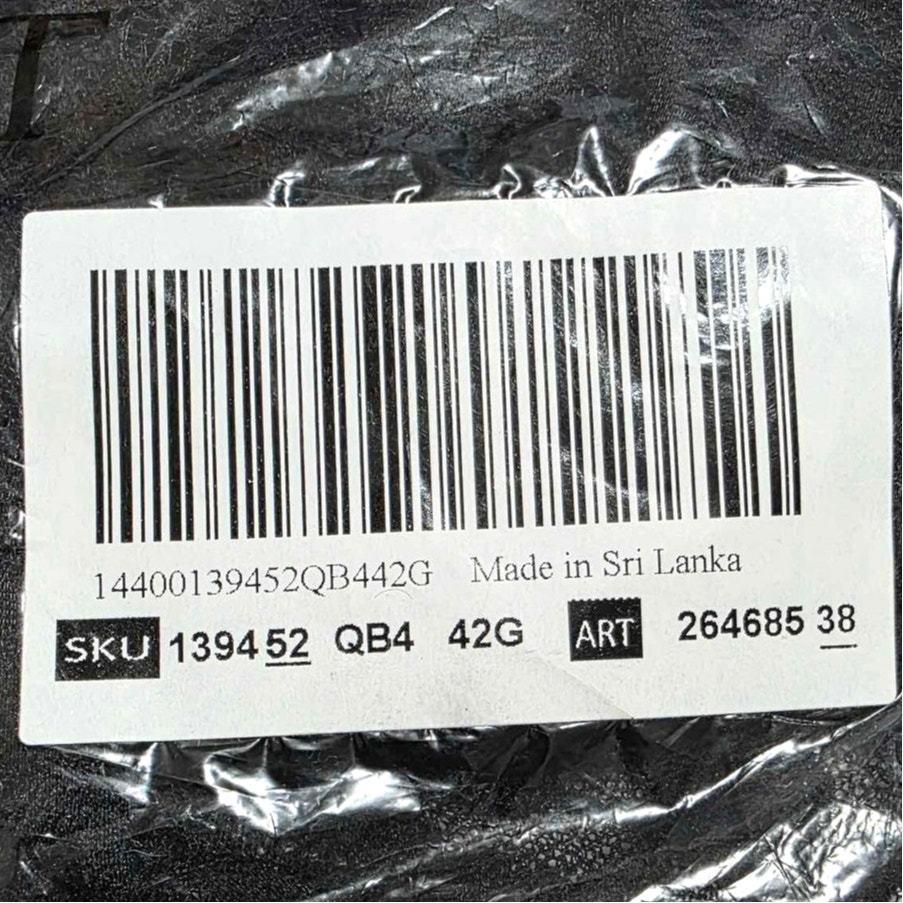 T
14400139452QB442G Made in Sri Lanka
SKU 139452 QB4 42G ART 26468538